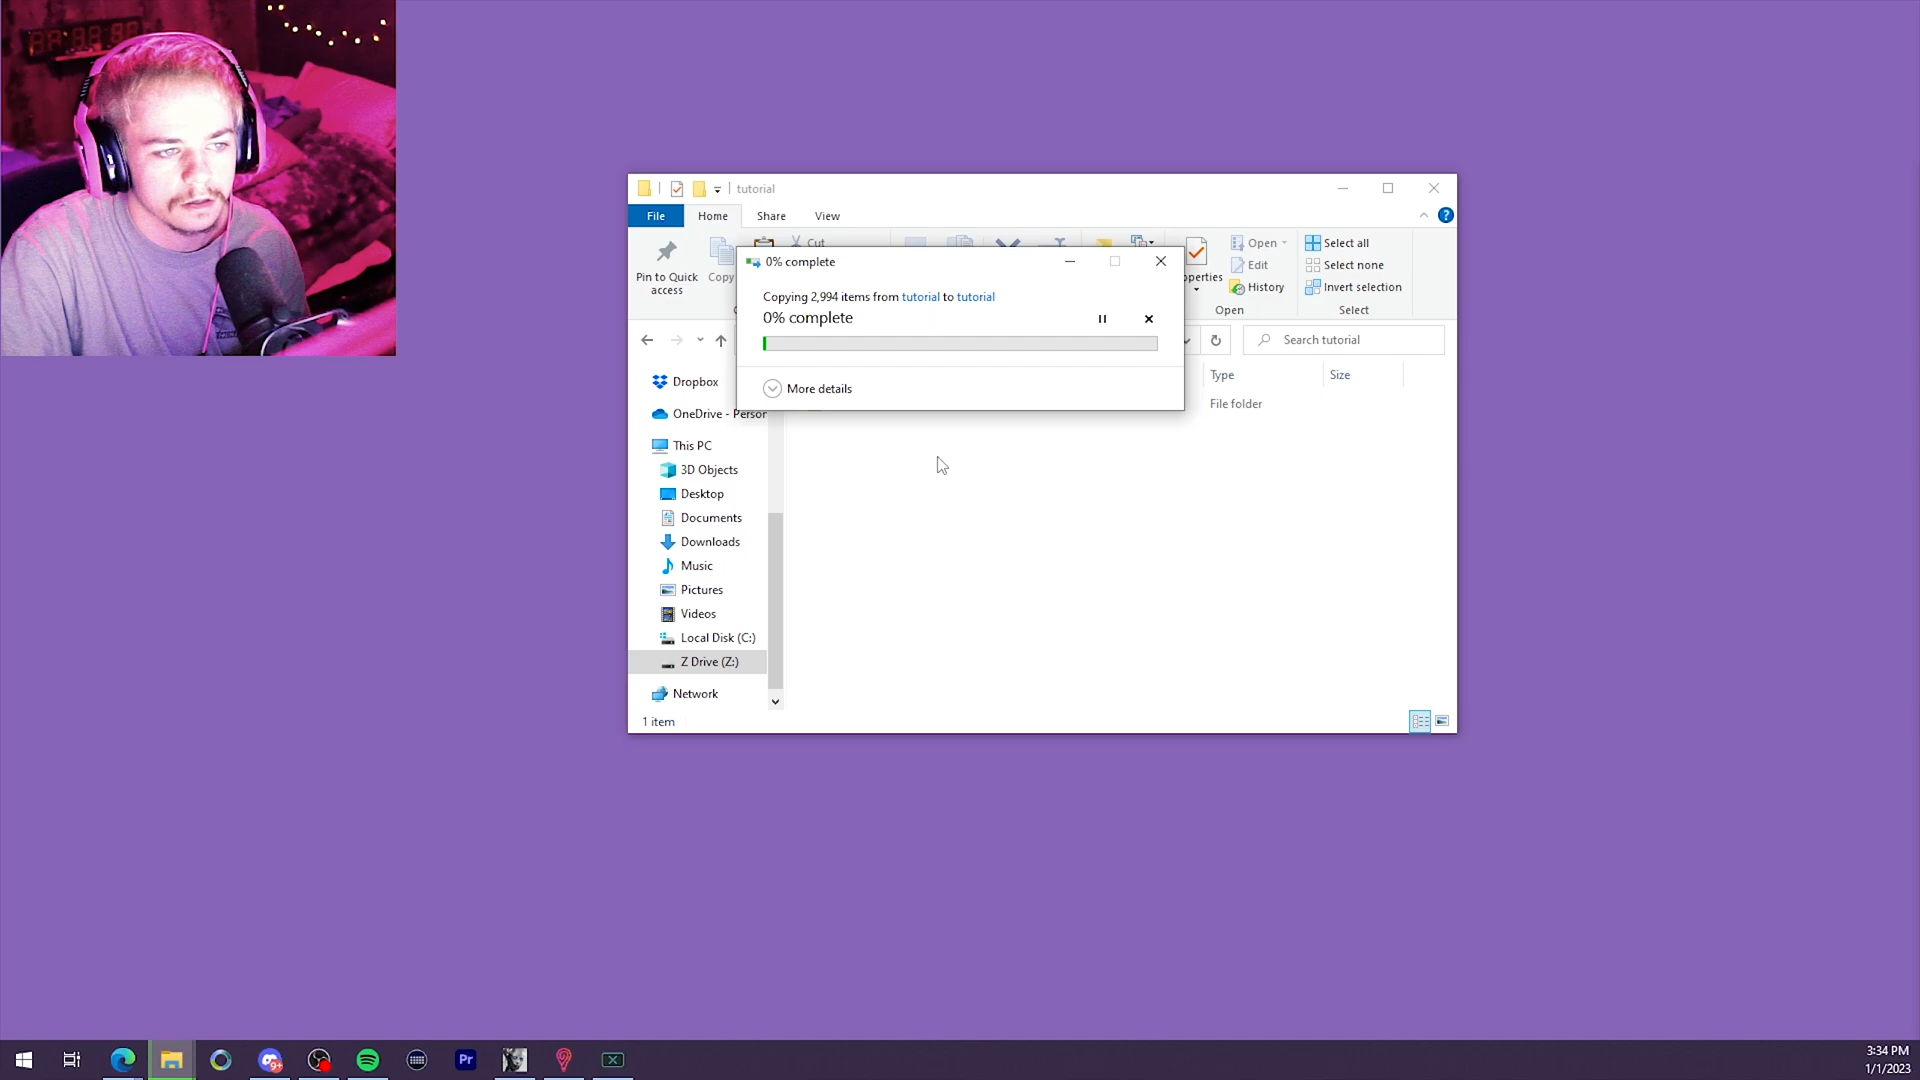 tutorial
File Home Share View
Pin to Quick access
Copy
Cut
Open
Edit
History
Open
Select all
Select none
Invert selection
Select
0% complete
Copying 2,994 items from tutorial to tutorial
0% complete
More details
Search tutorial
Type Size
File folder
Dropbox
OneDrive - Person
This PC
3D Objects
Desktop
Documents
Downloads
Music
Pictures
Videos
Local Disk (C:)
Z Drive (Z:)
Network
1 item
9+
Pr
3:34 PM
1/1/2023